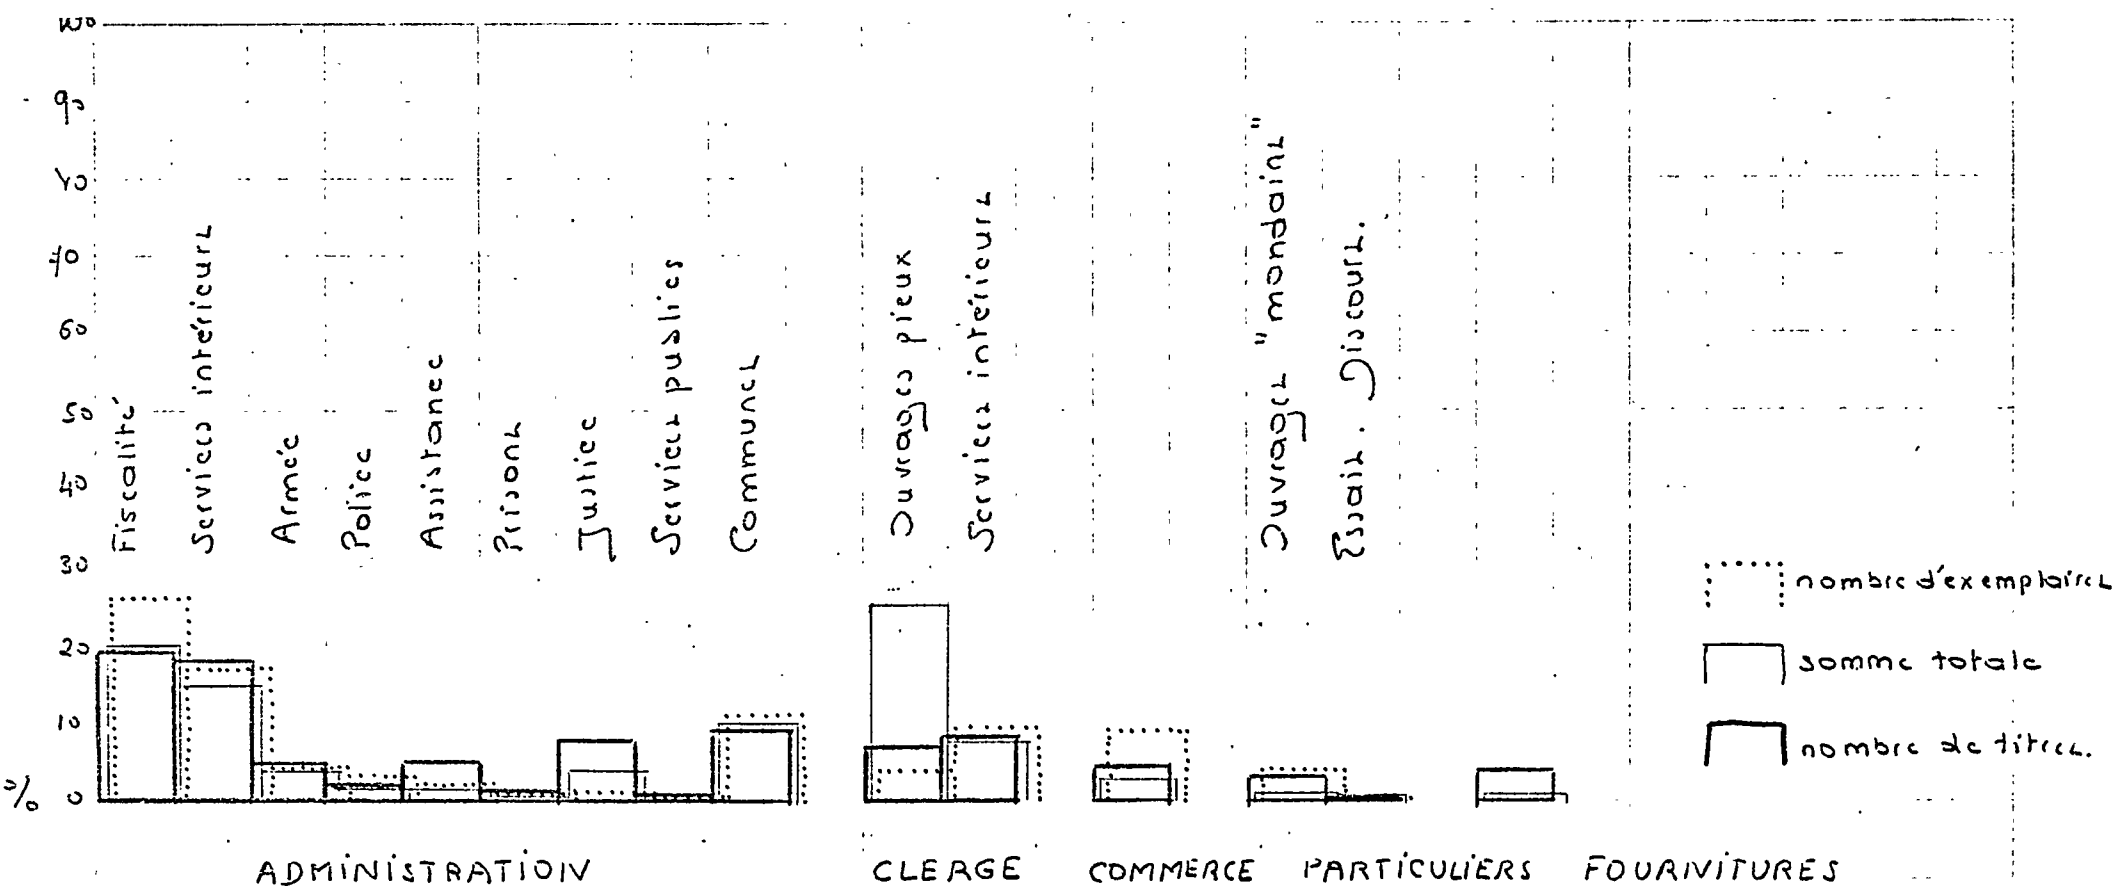 100
90
80
70
60
50
40
30
20
10
0
%
Fiscalité
Services intérieurs
Armée
Police
Assistance
Prisons
Justice
Services publics
Communes
Ouvrages pieux
Services intérieurs
Ouvrages "mondains"
Essais. Discours.
nombre d'exemplaires
somme totale
nombre de titres.
ADMINISTRATION
CLERGE
COMMERCE
PARTICULIERS
FOURNITURES